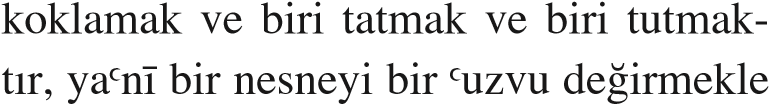 koklamak ve biri tatmak ve biri tutmak-
tır, yaʿnī bir nesneyi bir ʿuzvu değirmekle